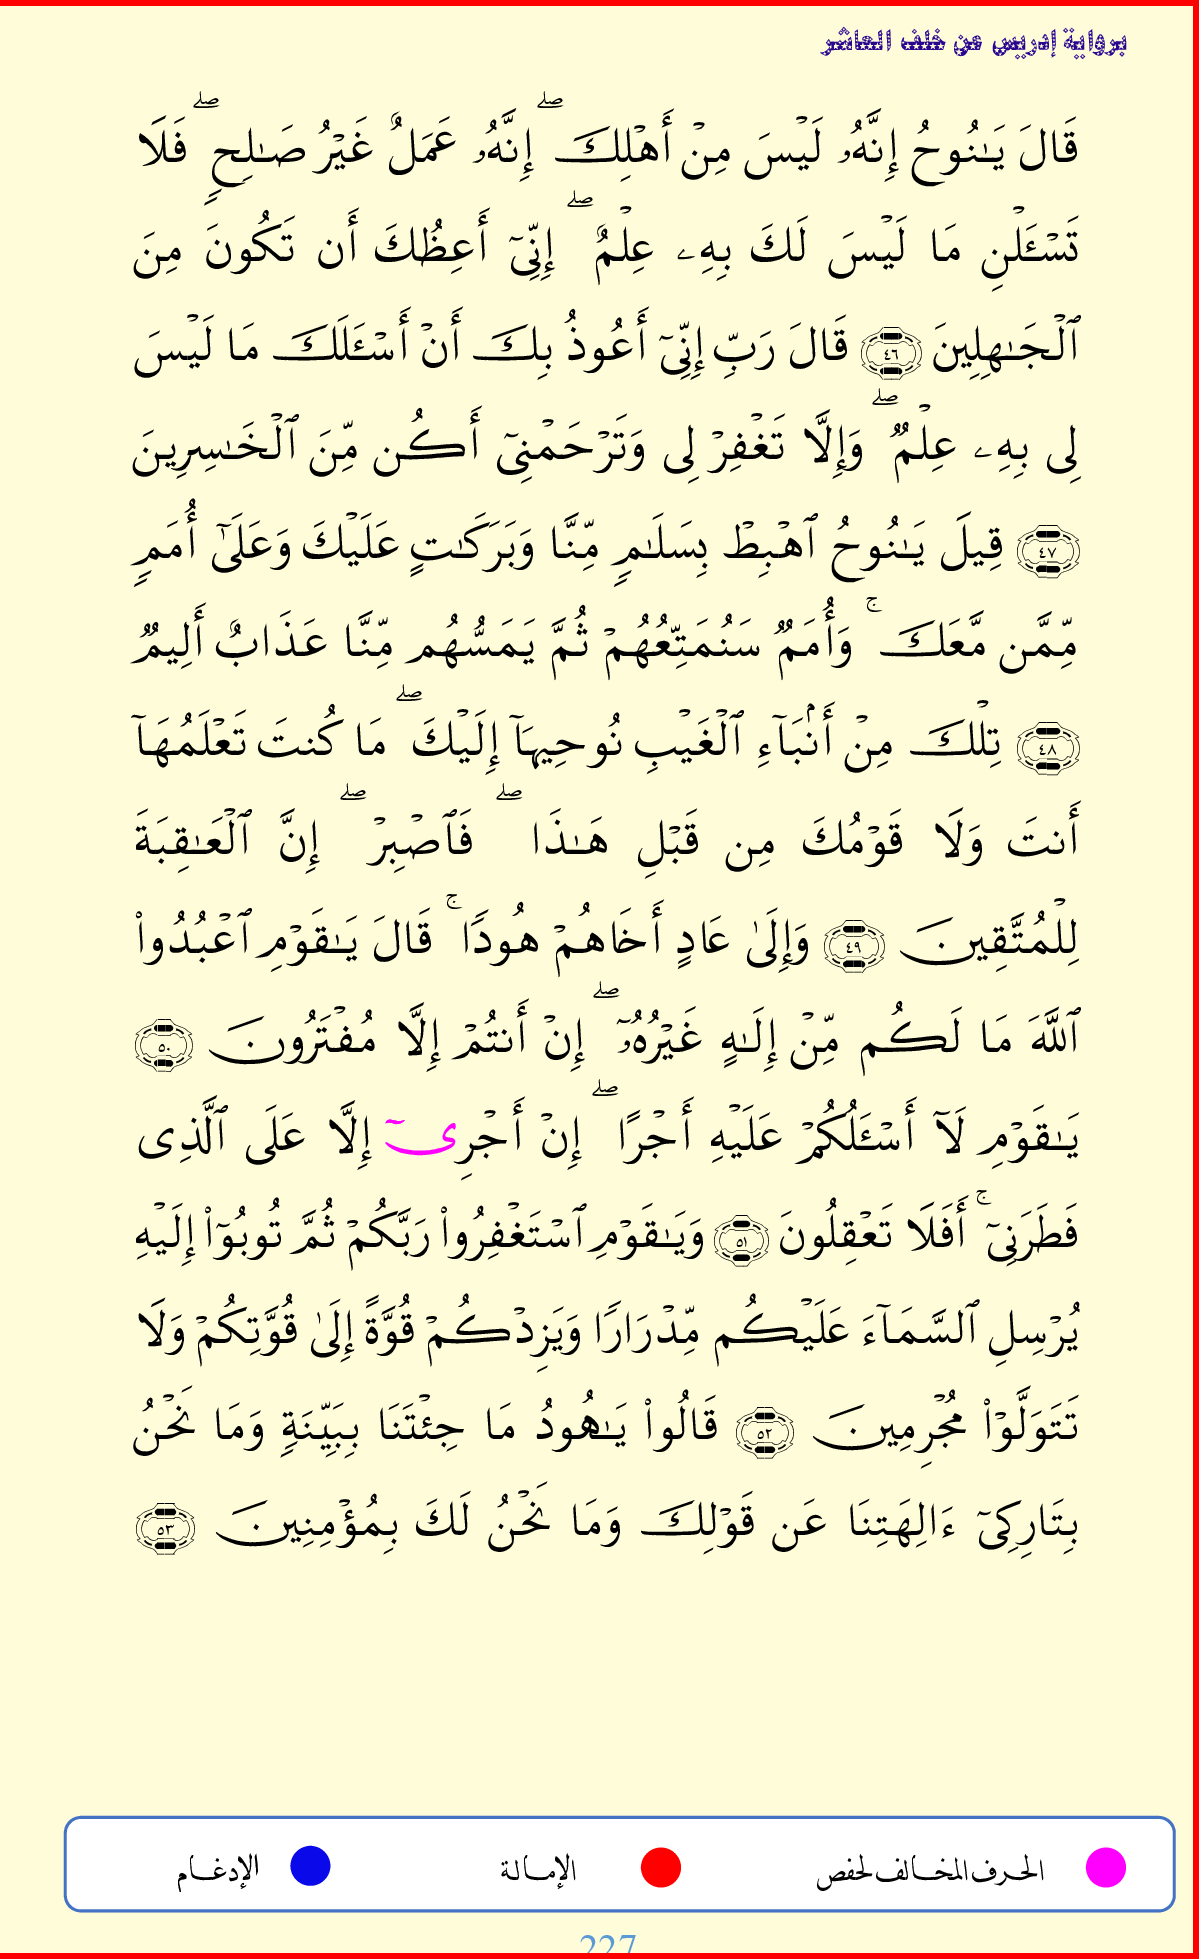 برواية إدريس عن خلف العاشر
قَالَ يَـٰنُوحُ إِنَّهُۥ لَيۡسَ مِنۡ أَهۡلِكَۖ إِنَّهُۥ عَمَلٌ غَيۡرُ صَـٰلِحٖۖ فَلَا
تَسۡـَٔلۡنِ مَا لَيۡسَ لَكَ بِهِۦ عِلۡمٌۖ إِنِّيٓ أَعِظُكَ أَن تَكُونَ مِنَ
ٱلۡجَـٰهِلِينَ ٤٦ قَالَ رَبِّ إِنِّيٓ أَعُوذُ بِكَ أَنۡ أَسۡـَٔلَكَ مَا لَيۡسَ
لِي بِهِۦ عِلۡمٞۖ وَإِلَّا تَغۡفِرۡ لِي وَتَرۡحَمۡنِيٓ أَكُن مِّنَ ٱلۡخَـٰسِرِينَ
٤٧ قِيلَ يَـٰنُوحُ ٱهۡبِطۡ بِسَلَـٰمٖ مِّنَّا وَبَرَكَـٰتٍ عَلَيۡكَ وَعَلَىٰٓ أُمَمٖ
مِّمَّن مَّعَكَۚ وَأُمَمٞ سَنُمَتِّعُهُمۡ ثُمَّ يَمَسُّهُم مِّنَّا عَذَابٌ أَلِيمٞ
٤٨ تِلۡكَ مِنۡ أَنۢبَآءِ ٱلۡغَيۡبِ نُوحِيهَآ إِلَيۡكَۖ مَا كُنتَ تَعۡلَمُهَآ
أَنتَ وَلَا قَوۡمُكَ مِن قَبۡلِ هَـٰذَاۖ فَٱصۡبِرۡۖ إِنَّ ٱلۡعَـٰقِبَةَ
لِلۡمُتَّقِينَ ٤٩ وَإِلَىٰ عَادٍ أَخَاهُمۡ هُودٗاۚ قَالَ يَـٰقَوۡمِ ٱعۡبُدُواْ
ٱللَّهَ مَا لَكُم مِّنۡ إِلَـٰهٍ غَيۡرُهُۥٓۖ إِنۡ أَنتُمۡ إِلَّا مُفۡتَرُونَ ٥٠
يَـٰقَوۡمِ لَآ أَسۡـَٔلُكُمۡ عَلَيۡهِ أَجۡرًاۖ إِنۡ أَجۡرِيٓ إِلَّا عَلَى ٱلَّذِي
فَطَرَنِيٓۚ أَفَلَا تَعۡقِلُونَ ٥١ وَيَـٰقَوۡمِ ٱسۡتَغۡفِرُواْ رَبَّكُمۡ ثُمَّ تُوبُوٓاْ إِلَيۡهِ
يُرۡسِلِ ٱلسَّمَآءَ عَلَيۡكُم مِّدۡرَارٗا وَيَزِدۡكُمۡ قُوَّةً إِلَىٰ قُوَّتِكُمۡ وَلَا
تَتَوَلَّوۡاْ مُجۡرِمِينَ ٥٢ قَالُواْ يَـٰهُودُ مَا جِئۡتَنَا بِبَيِّنَةٖ وَمَا نَحۡنُ
بِتَارِكِيٓ ءَالِهَتِنَا عَن قَوۡلِكَ وَمَا نَحۡنُ لَكَ بِمُؤۡمِنِينَ ٥٣
الحرف المخالف لحفص الإمالة الإدغام
227